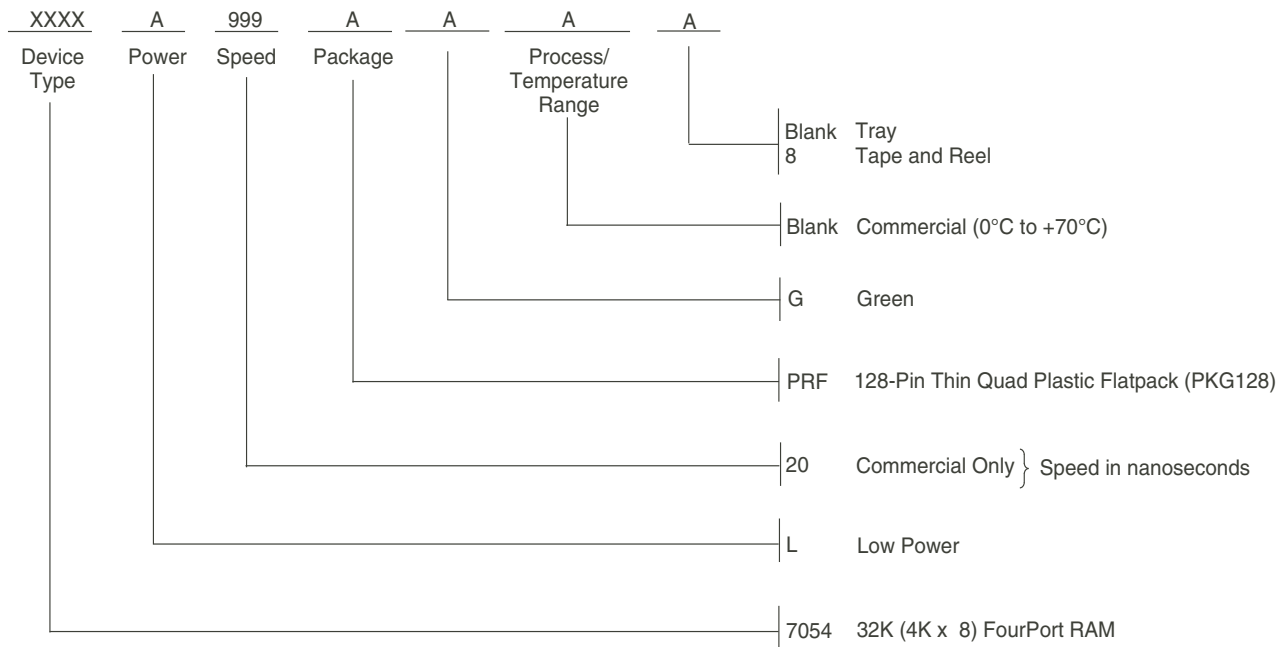 XXXX A 999 A A A A
Device Type Power Speed Package Process/ Temperature Range
Blank Tray
8 Tape and Reel
Blank Commercial (0°C to +70°C)
G Green
PRF 128-Pin Thin Quad Plastic Flatpack (PKG128)
20 Commercial Only } Speed in nanoseconds
L Low Power
7054 32K (4K x 8) FourPort RAM